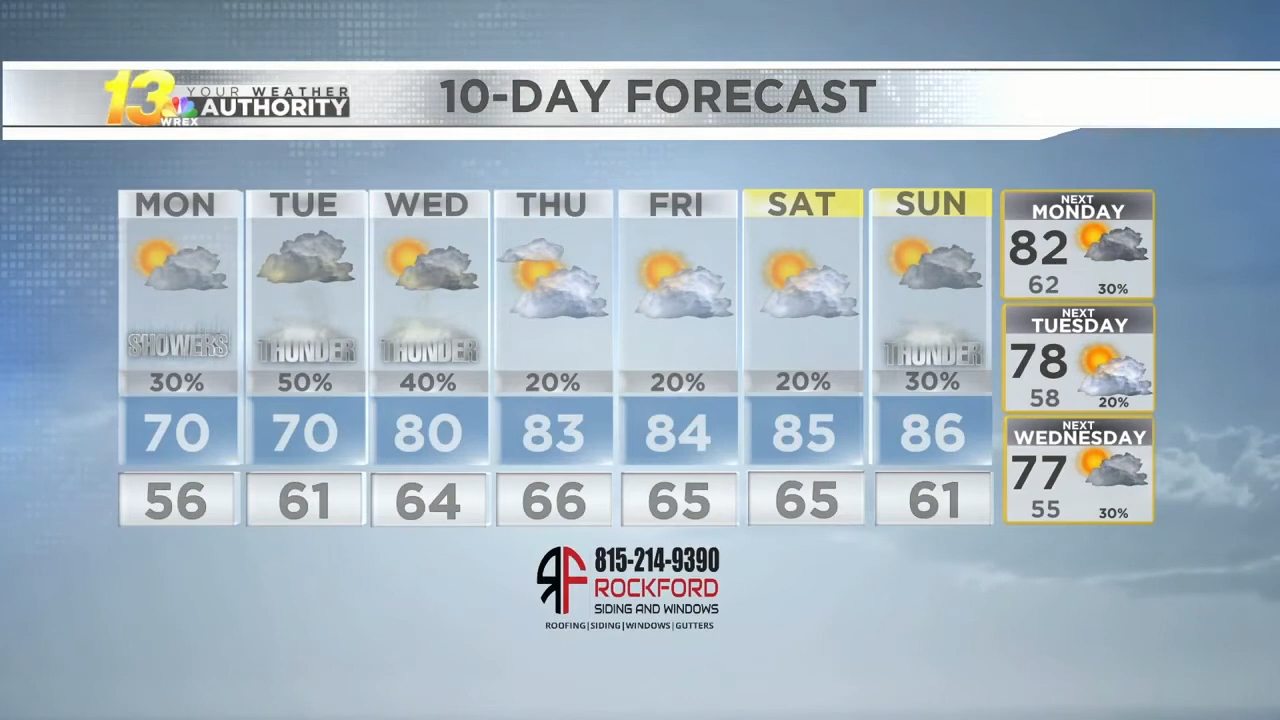 13 YOUR WEATHER
AUTHORITY
WREX
10-DAY FORECAST
MON TUE WED THU FRI SAT SUN
SHOWERS THUNDER THUNDER THUNDER
30% 50% 40% 20% 20% 20% 30%
70 70 80 83 84 85 86
56 61 64 66 65 65 61
NEXT
MONDAY
82
62 30%
NEXT
TUESDAY
78
58 20%
NEXT
WEDNESDAY
77
55 30%
RF
815-214-9390
ROCKFORD
SIDING AND WINDOWS
ROOFING|SIDING|WINDOWS|GUTTERS